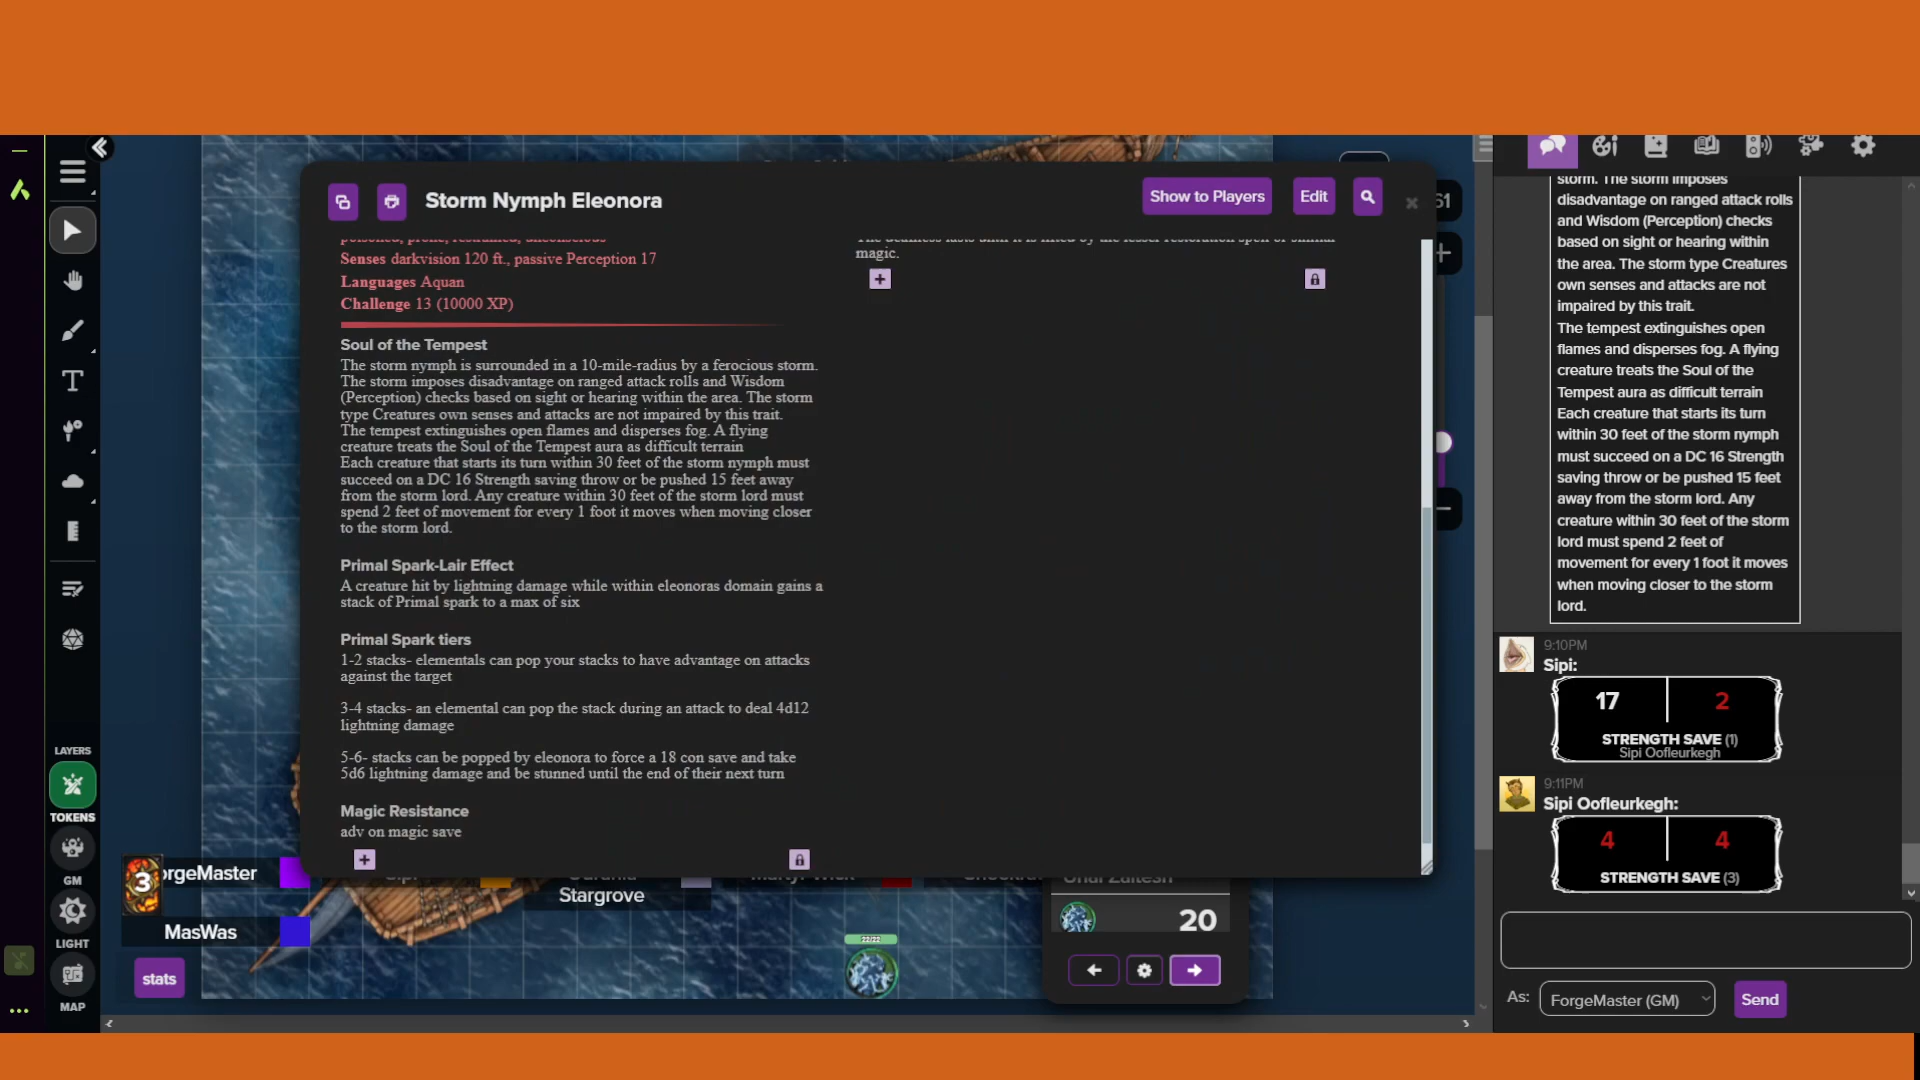 Storm Nymph Eleonora
Show to Players
Edit
61
Senses darkvision 120 ft., passive Perception 17
Languages Aquan
Challenge 13 (10000 XP)
Soul of the Tempest
The storm nymph is surrounded in a 10-mile-radius by a ferocious storm.
The storm imposes disadvantage on ranged attack rolls and Wisdom
(Perception) checks based on sight or hearing within the area. The storm
type Creatures own senses and attacks are not impaired by this trait.
The tempest extinguishes open flames and disperses fog. A flying
creature treats the Soul of the Tempest aura as difficult terrain
Each creature that starts its turn within 30 feet of the storm nymph must
succeed on a DC 16 Strength saving throw or be pushed 15 feet away
from the storm lord. Any creature within 30 feet of the storm lord must
spend 2 feet of movement for every 1 foot it moves when moving closer
to the storm lord.
Primal Spark-Lair Effect
A creature hit by lightning damage while within eleonoras domain gains a
stack of Primal spark to a max of six
Primal Spark tiers
1-2 stacks- elementals can pop your stacks to have advantage on attacks
against the target
3-4 stacks- an elemental can pop the stack during an attack to deal 4d12
lightning damage
5-6- stacks can be popped by eleonora to force a 18 con save and take
5d6 lightning damage and be stunned until the end of their next turn
Magic Resistance
adv on magic save
magic.
LAYERS
TOKENS
GM
LIGHT
MAP
3
orgeMaster
MasWas
Stargrove
stats
22/22
20
storm. The storm imposes
disadvantage on ranged attack rolls
and Wisdom (Perception) checks
based on sight or hearing within
the area. The storm type Creatures
own senses and attacks are not
impaired by this trait.
The tempest extinguishes open
flames and disperses fog. A flying
creature treats the Soul of the
Tempest aura as difficult terrain
Each creature that starts its turn
within 30 feet of the storm nymph
must succeed on a DC 16 Strength
saving throw or be pushed 15 feet
away from the storm lord. Any
creature within 30 feet of the storm
lord must spend 2 feet of
movement for every 1 foot it moves
when moving closer to the storm
lord.
9:10PM
Sipi:
17 2
STRENGTH SAVE (1)
Sipi Oofleurkegh
9:11PM
Sipi Oofleurkegh:
4 4
STRENGTH SAVE (3)
As: ForgeMaster (GM) Send